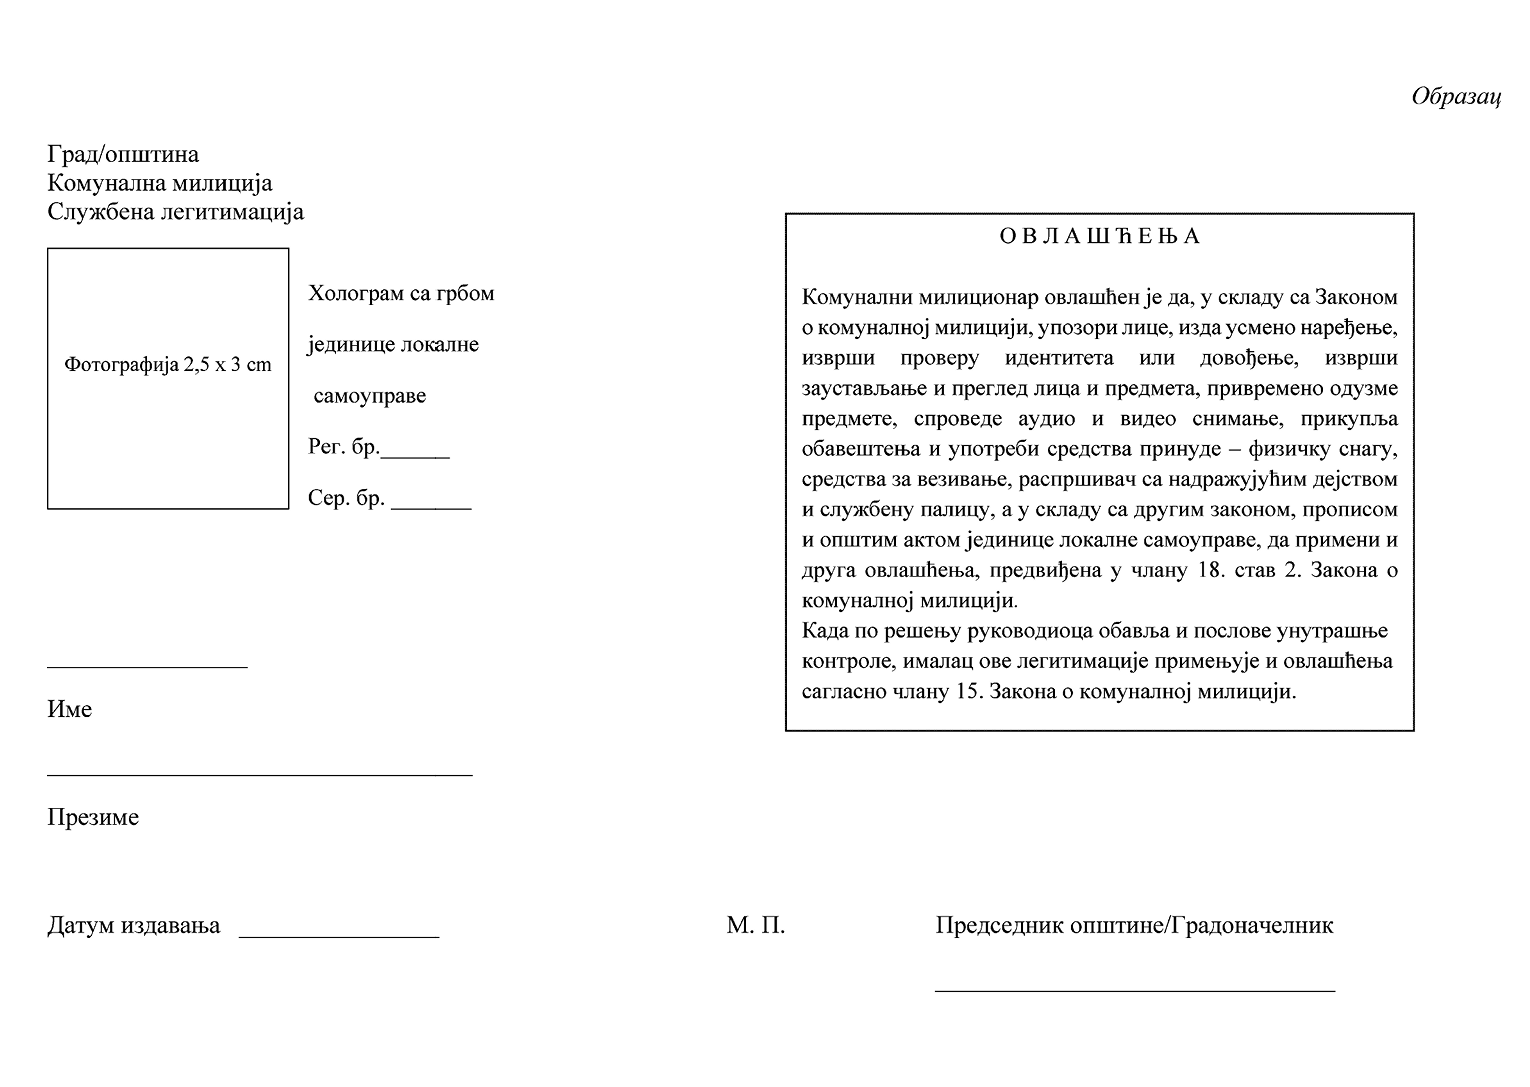 Образац
Град/општина
Комунална милиција
Службена легитимација
Фотографија 2,5 x 3 cm
Холограм са грбом
јединице локалне
самоуправе
Рег. бр.______
Сер. бр. _______
Име
Презиме
Датум издавања
О В Л А Ш Ћ Е Њ А
Комунални милиционар овлашћен је да, у складу са Законом
о комуналној милицији, упозори лице, изда усмено наређење,
изврши проверу идентитета или довођење, изврши
заустављање и преглед лица и предмета, привремено одузме
предмете, спроведе аудио и видео снимање, прикупља
обавештења и употреби средства принуде – физичку снагу,
средства за везивање, распршивач са надражујућим дејством
и службену палицу, а у складу са другим законом, прописом
и општим актом јединице локалне самоуправе, да примени и
друга овлашћења, предвиђена у члану 18. став 2. Закона о
комуналној милицији.
Када по решењу руководиоца обавља и послове унутрашње
контроле, ималац ове легитимације примењује и овлашћења
сагласно члану 15. Закона о комуналној милицији.
М. П.
Председник општине/Градоначелник